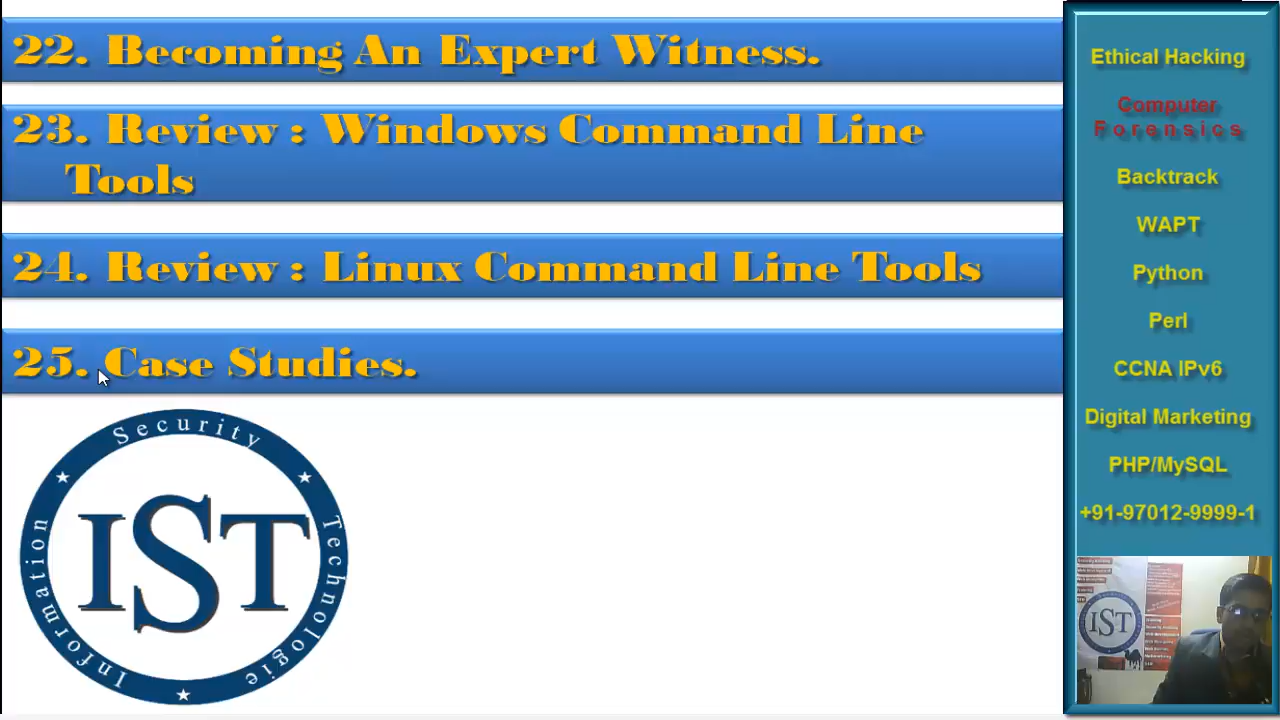 22. Becoming An Expert Witness.
23. Review : Windows Command Line
Tools
24. Review : Linux Command Line Tools
25. Case Studies.
Information Security Technologic
IST
Ethical Hacking
Computer
Forensics
Backtrack
WAPT
Python
Perl
CCNA IPv6
Digital Marketing
PHP/MySQL
+91-97012-9999-1
IST